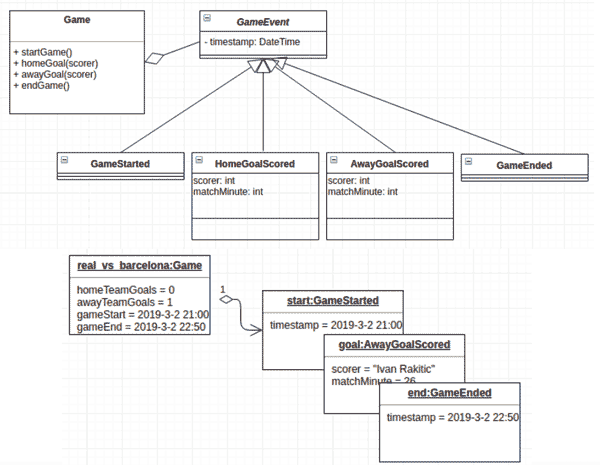 Game
+ startGame()
+ homeGoal(scorer)
+ awayGoal(scorer)
+ endGame()
GameEvent
- timestamp: DateTime
GameStarted
HomeGoalScored
scorer: int
matchMinute: int
AwayGoalScored
scorer: int
matchMinute: int
GameEnded
real_vs_barcelona:Game
homeTeamGoals = 0
awayTeamGoals = 1
gameStart = 2019-3-2 21:00
gameEnd = 2019-3-2 22:50
1
start:GameStarted
timestamp = 2019-3-2 21:00
goal:AwayGoalScored
scorer = "Ivan Rakitic"
matchMinute = 26
end:GameEnded
timestamp = 2019-3-2 22:50